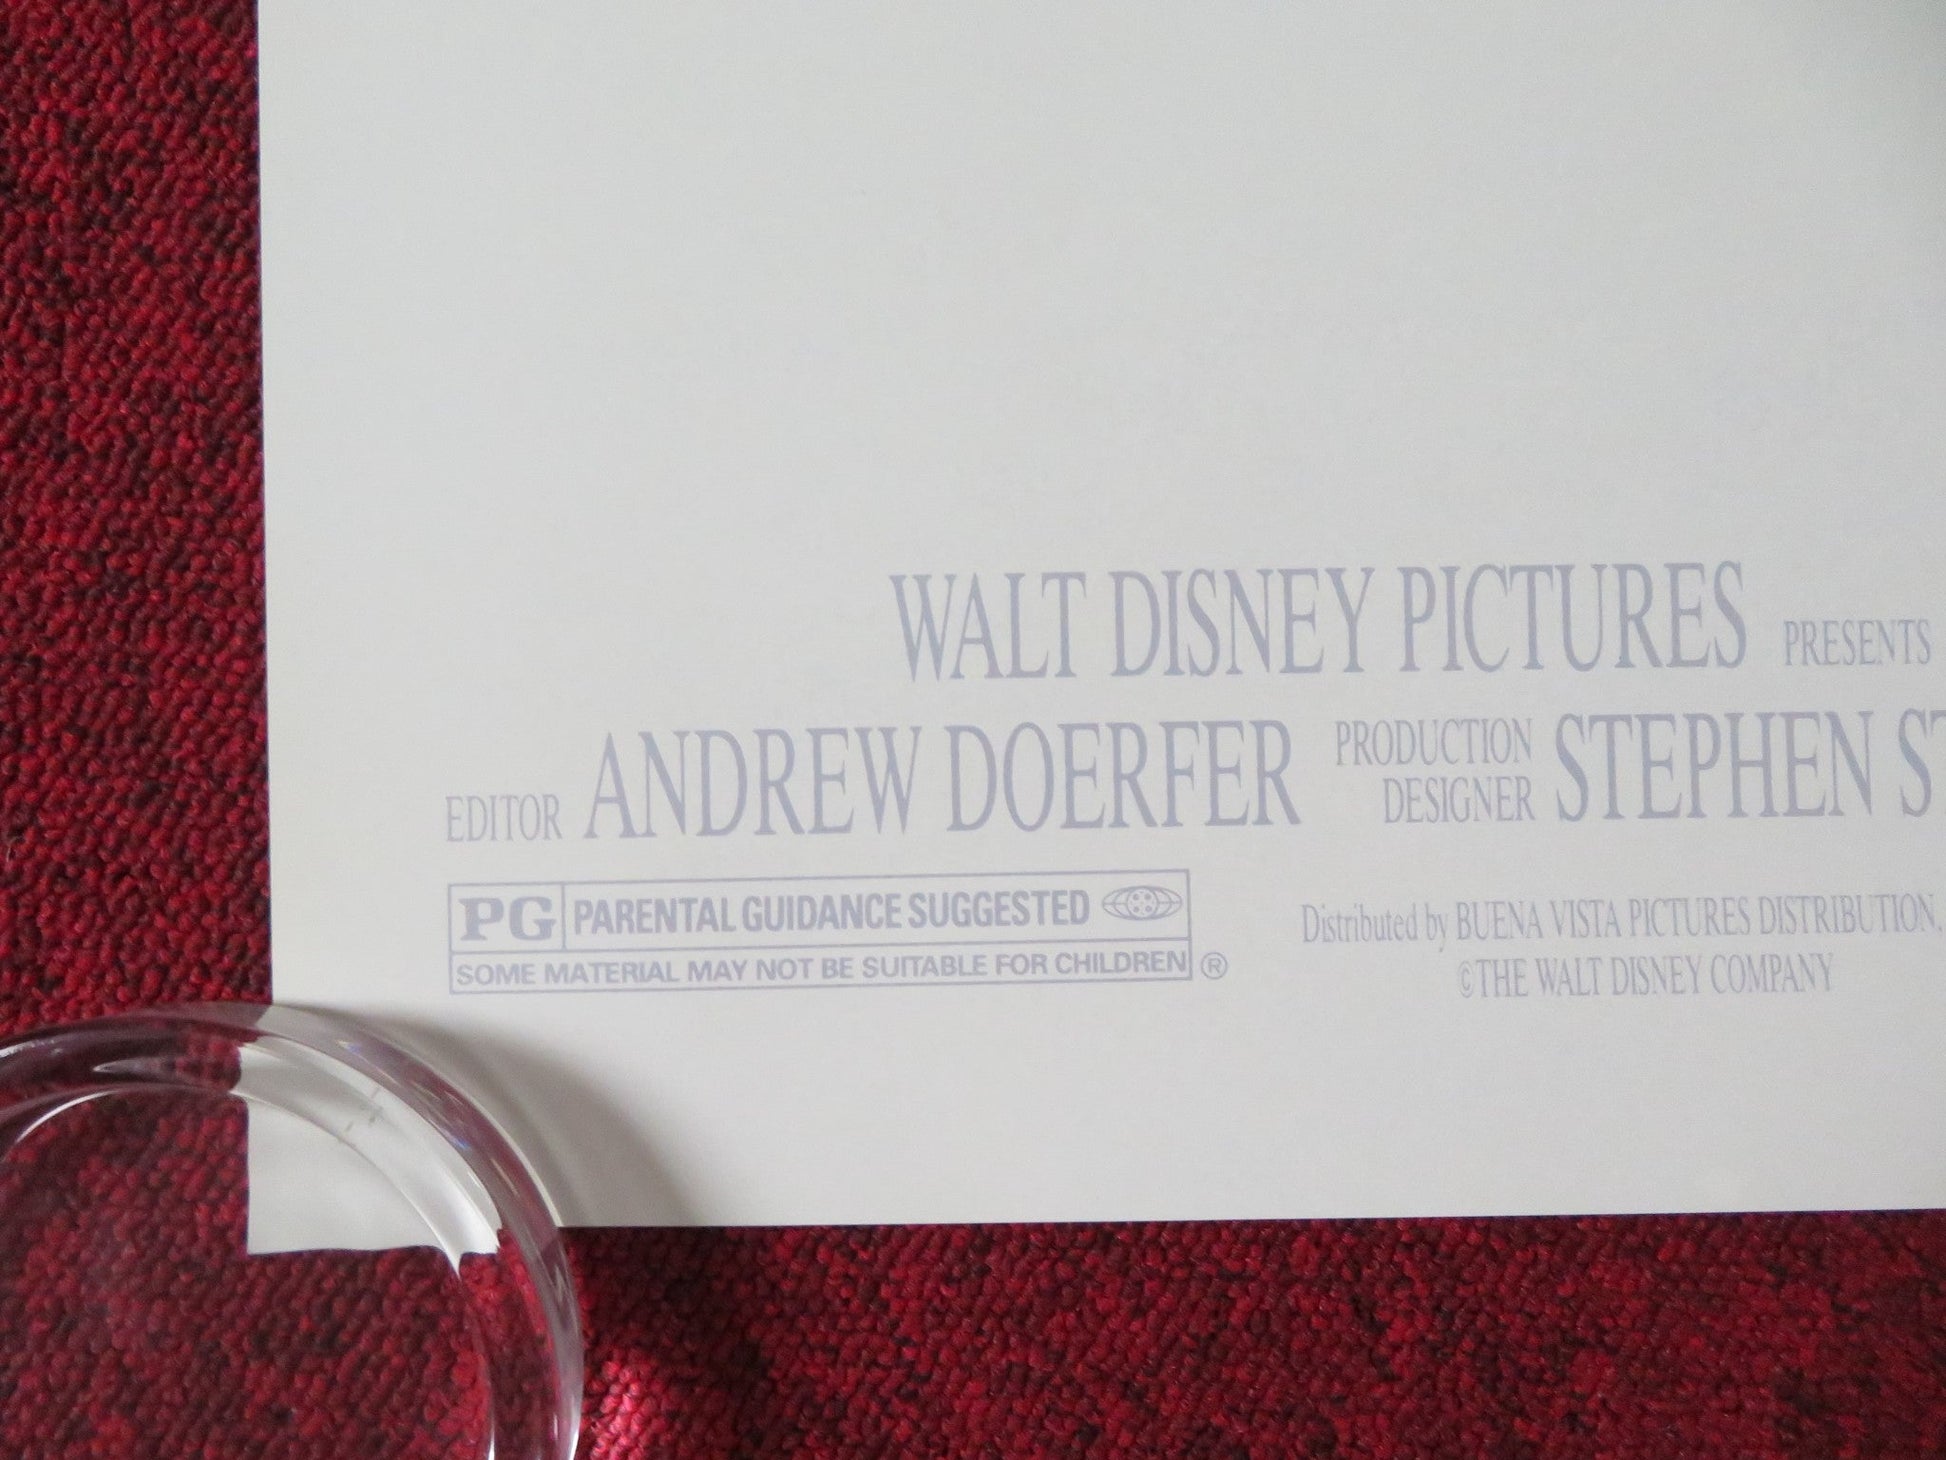 WALT DISNEY PICTURES PRESENTS
EDITOR ANDREW DOERFER PRODUCTION DESIGNER STEPHEN
PG PARENTAL GUIDANCE SUGGESTED
SOME MATERIAL MAY NOT BE SUITABLE FOR CHILDREN ®
Distributed by BUENA VISTA PICTURES DISTRIBUTION,
©THE WALT DISNEY COMPANY